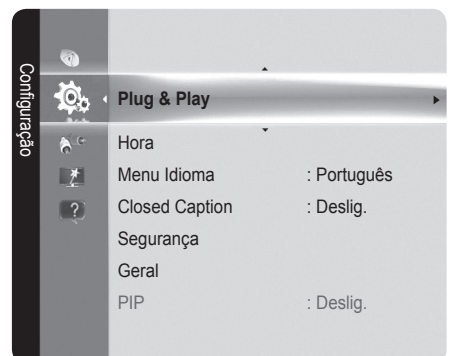 Configuração
Plug & Play
Hora
Menu Idioma : Português
Closed Caption : Deslig.
Segurança
Geral
PIP : Deslig.